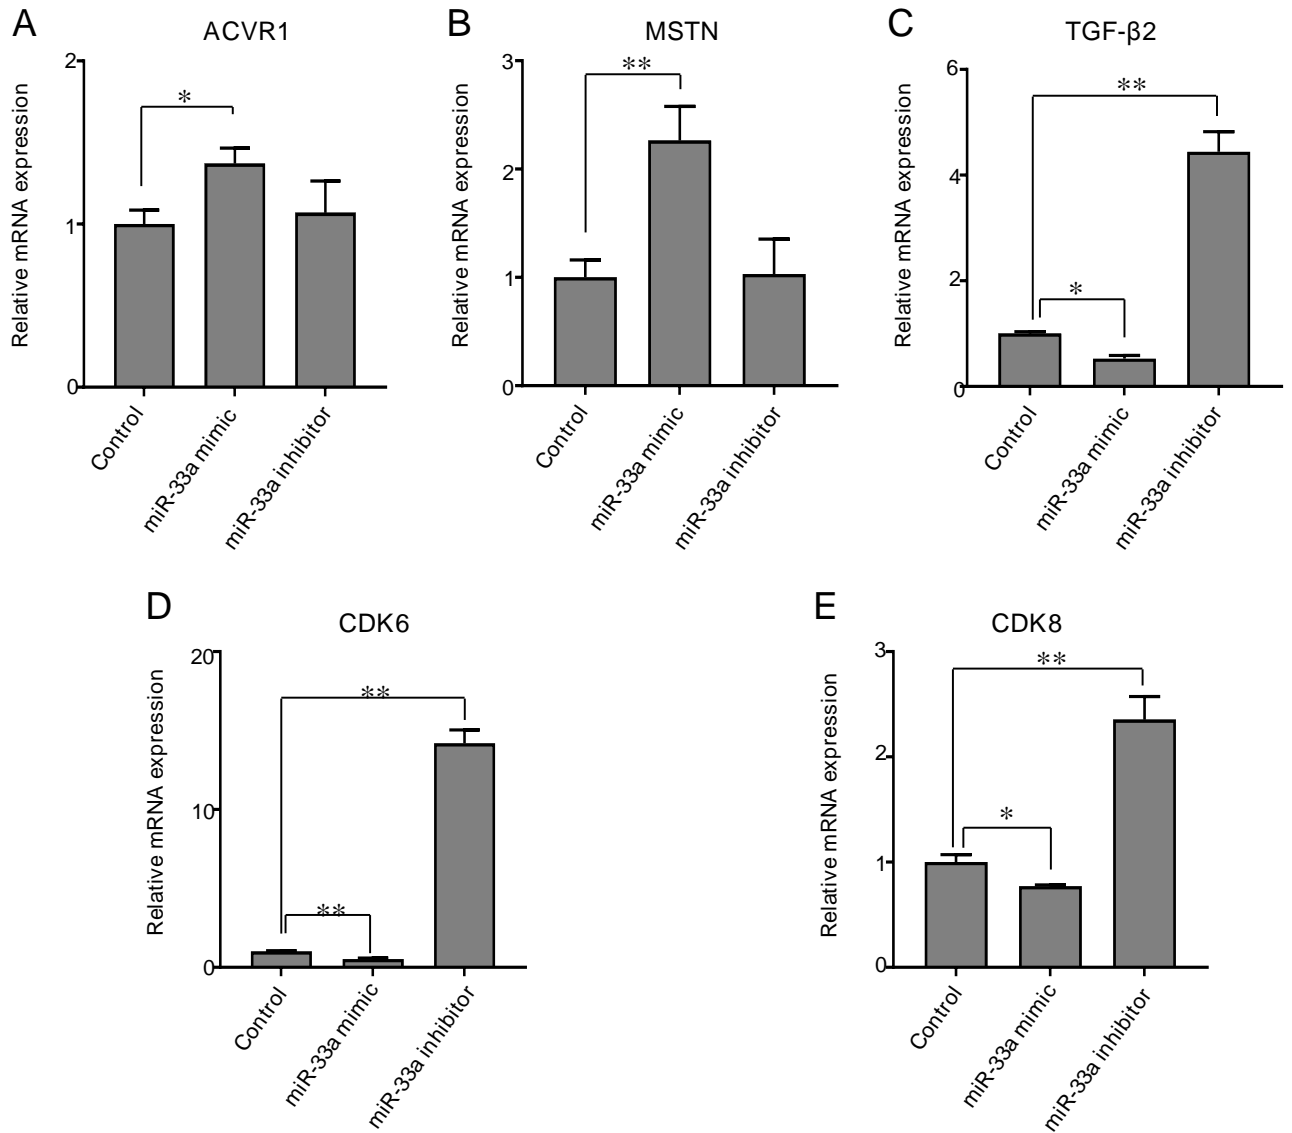 A
ACVR1
Relative mRNA expression
2
1
0
*
Control
miR-33a mimic
miR-33a inhibitor
B
MSTN
Relative mRNA expression
3
2
1
0
**
Control
miR-33a mimic
miR-33a inhibitor
C
TGF-β2
Relative mRNA expression
6
4
2
0
**
*
Control
miR-33a mimic
miR-33a inhibitor
D
CDK6
Relative mRNA expression
20
10
0
**
**
Control
miR-33a mimic
miR-33a inhibitor
E
CDK8
Relative mRNA expression
3
2
1
0
**
*
Control
miR-33a mimic
miR-33a inhibitor